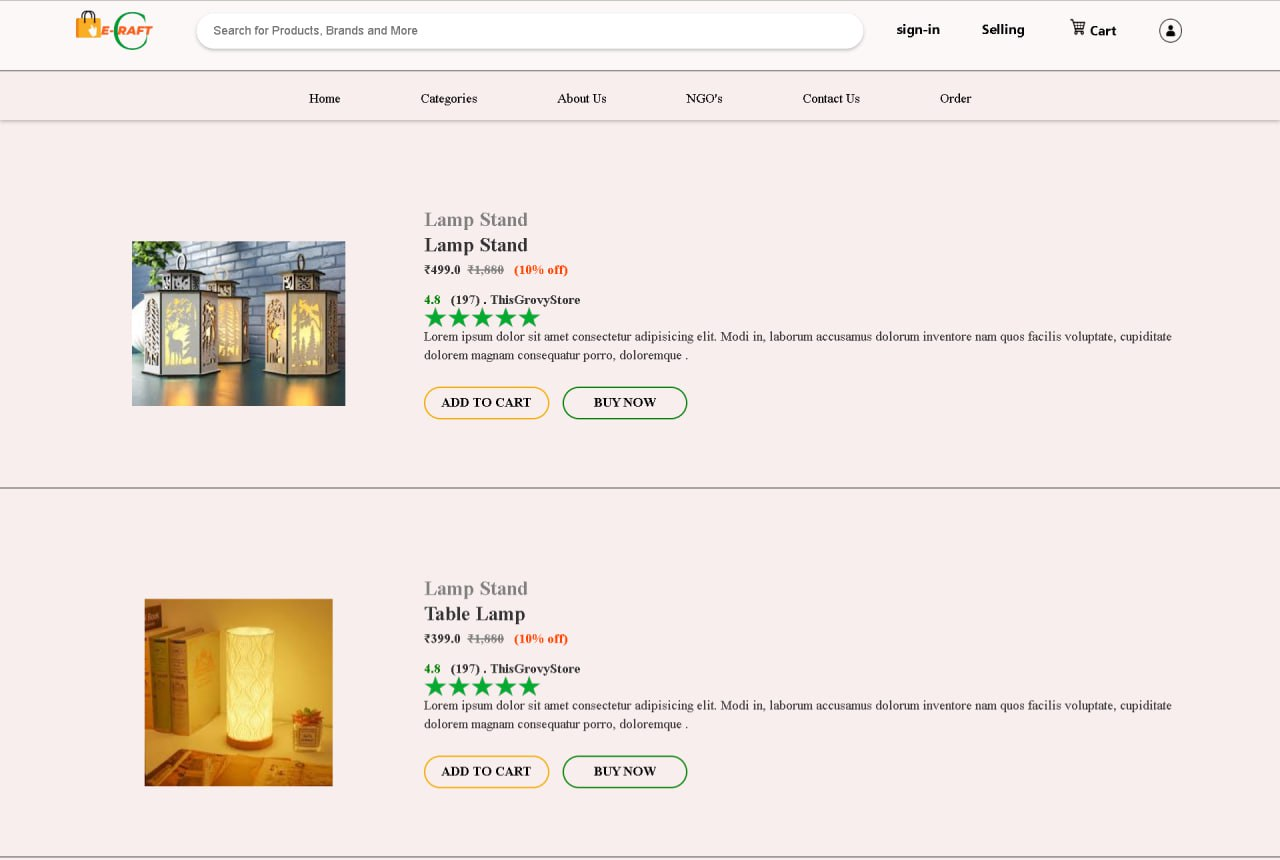 E-CRAFT
Search for Products, Brands and More
sign-in
Selling
Cart
Home
Categories
About Us
NGO's
Contact Us
Order
Lamp Stand
Lamp Stand
₹499.0 ₹1,880 (10% off)
4.8 (197) . ThisGrovyStore
Lorem ipsum dolor sit amet consectetur adipisicing elit. Modi in, laborum accusamus dolorum inventore nam quos facilis voluptate, cupiditate
dolorem magnam consequatur porro, doloremque .
ADD TO CART
BUY NOW
Lamp Stand
Table Lamp
₹399.0 ₹1,880 (10% off)
4.8 (197) . ThisGrovyStore
Lorem ipsum dolor sit amet consectetur adipisicing elit. Modi in, laborum accusamus dolorum inventore nam quos facilis voluptate, cupiditate
dolorem magnam consequatur porro, doloremque .
ADD TO CART
BUY NOW